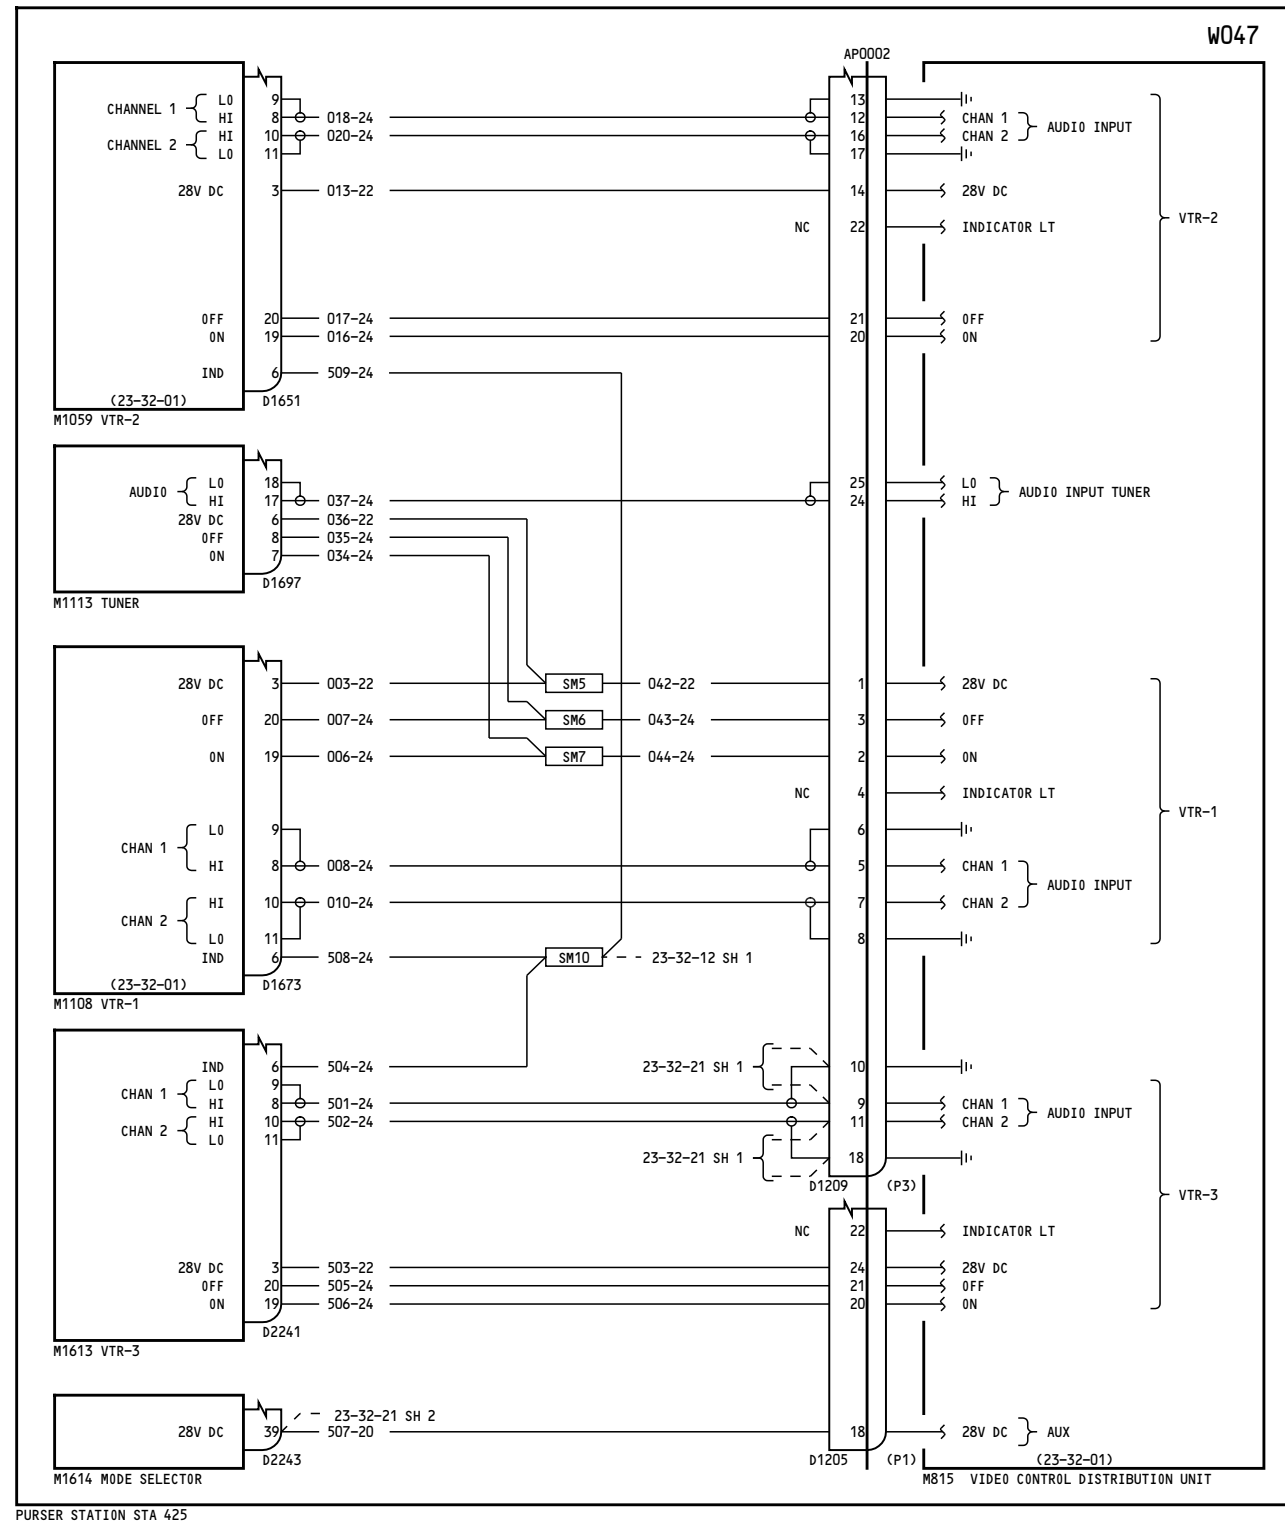 W047
AP0002
CHANNEL 1 LO 9 13
HI 8 018-24 12 CHAN 1 AUDIO INPUT
CHANNEL 2 HI 10 020-24 16 CHAN 2
LO 11 17
28V DC 3 013-22 14 28V DC
NC 22 INDICATOR LT VTR-2
OFF 20 017-24 21 OFF
ON 19 016-24 20 ON
IND 6 509-24
(23-32-01) D1651
M1059 VTR-2
AUDIO LO 18 25 LO AUDIO INPUT TUNER
HI 17 037-24 24 HI
28V DC 6 036-22
OFF 8 035-24
ON 7 034-24
D1697
M1113 TUNER
28V DC 3 003-22 SM5 042-22 1 28V DC
OFF 20 007-24 SM6 043-24 3 OFF
ON 19 006-24 SM7 044-24 2 ON
NC 4 INDICATOR LT
VTR-1
CHAN 1 LO 9 6
HI 8 008-24 5 CHAN 1 AUDIO INPUT
CHAN 2 HI 10 010-24 7 CHAN 2
LO 11 8
IND 6 508-24 SM10 23-32-12 SH 1
(23-32-01) D1673
M1108 VTR-1
IND 6 504-24 23-32-21 SH 1 10
CHAN 1 LO 9
HI 8 501-24 9 CHAN 1 AUDIO INPUT
CHAN 2 HI 10 502-24 11 CHAN 2
LO 11
23-32-21 SH 1 18
D1209 (P3)
VTR-3
NC 22 INDICATOR LT
28V DC 3 503-22 24 28V DC
OFF 20 505-24 21 OFF
ON 19 506-24 20 ON
D2241
M1613 VTR-3
23-32-21 SH 2
28V DC 39 507-20 18 28V DC AUX
D2243 D1205 (P1) (23-32-01)
M1614 MODE SELECTOR M815 VIDEO CONTROL DISTRIBUTION UNIT
PURSER STATION STA 425